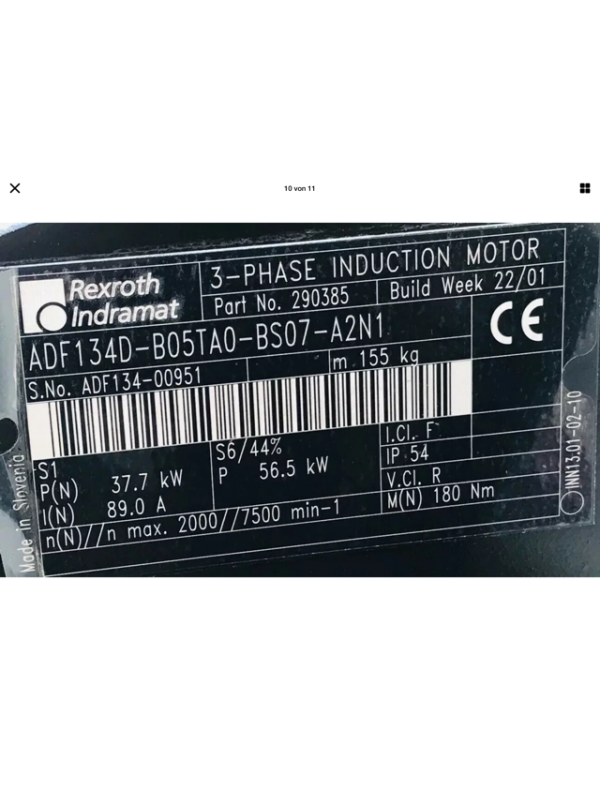 10 von 11
Rexroth
Indramat
3-PHASE INDUCTION MOTOR
Part No. 290385
Build Week 22/01
ADF134D-B05TA0-BS07-A2N1
S.No. ADF134-00951
m 155 kg
CE
S1
P(N) 37.7 kW
I(N) 89.0 A
n(N)//n max. 2000//7500 min-1
S6/44%
P 56.5 kW
I.Cl. F
IP 54
V.Cl. R
M(N) 180 Nm
Made in Slovenia
INN13.01-02-10